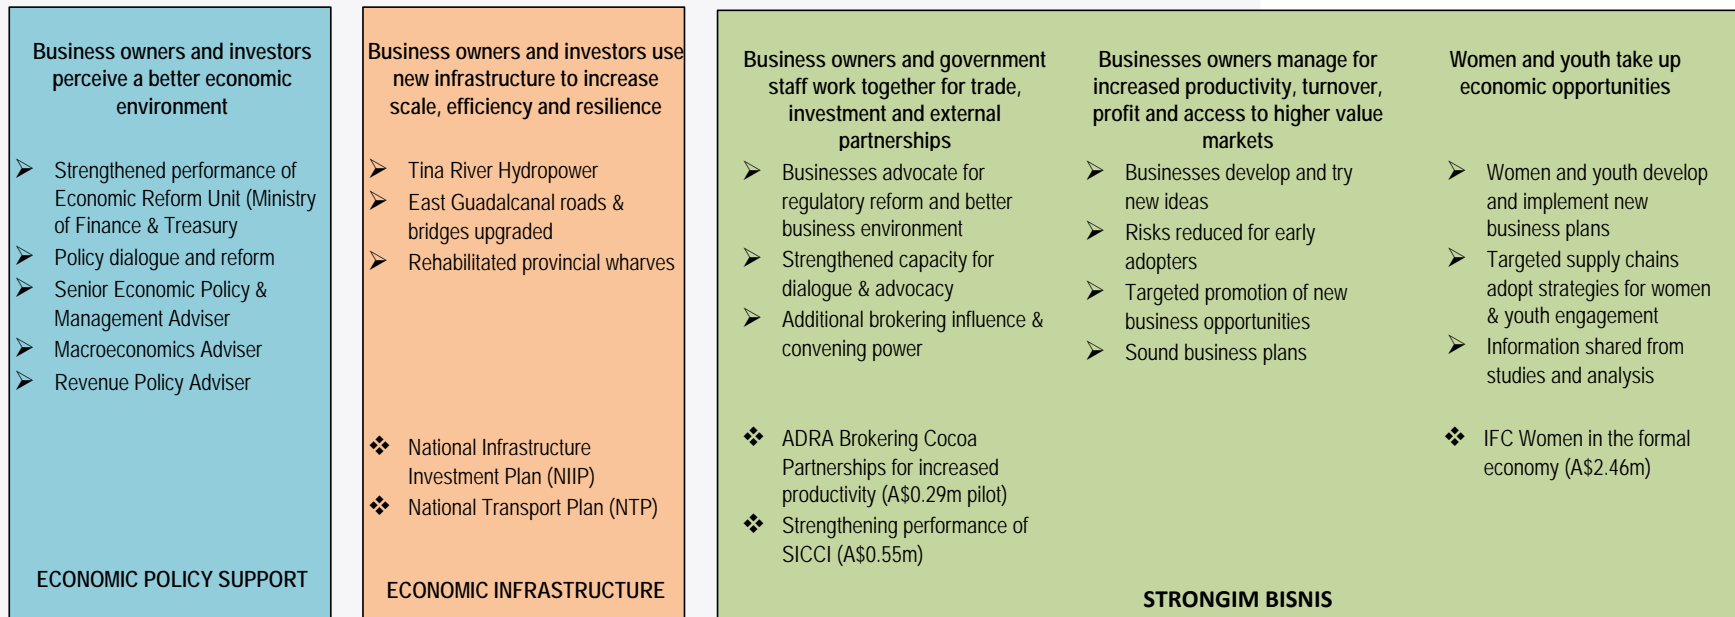 Business owners and investors
perceive a better economic
environment
➢ Strengthened performance of
Economic Reform Unit (Ministry
of Finance & Treasury
➢ Policy dialogue and reform
➢ Senior Economic Policy &
Management Adviser
➢ Macroeconomics Adviser
➢ Revenue Policy Adviser
ECONOMIC POLICY SUPPORT
Business owners and investors use
new infrastructure to increase
scale, efficiency and resilience
➢ Tina River Hydropower
➢ East Guadalcanal roads &
bridges upgraded
➢ Rehabilitated provincial wharves
❖ National Infrastructure
Investment Plan (NIIP)
❖ National Transport Plan (NTP)
ECONOMIC INFRASTRUCTURE
Business owners and government
staff work together for trade,
investment and external
partnerships
➢ Businesses advocate for
regulatory reform and better
business environment
➢ Strengthened capacity for
dialogue & advocacy
➢ Additional brokering influence &
convening power
❖ ADRA Brokering Cocoa
Partnerships for increased
productivity (A$0.29m pilot)
❖ Strengthening performance of
SICCI (A$0.55m)
Businesses owners manage for
increased productivity, turnover,
profit and access to higher value
markets
➢ Businesses develop and try
new ideas
➢ Risks reduced for early
adopters
➢ Targeted promotion of new
business opportunities
➢ Sound business plans
Women and youth take up
economic opportunities
➢ Women and youth develop
and implement new
business plans
➢ Targeted supply chains
adopt strategies for women
& youth engagement
➢ Information shared from
studies and analysis
❖ IFC Women in the formal
economy (A$2.46m)
STRONGIM BISNIS